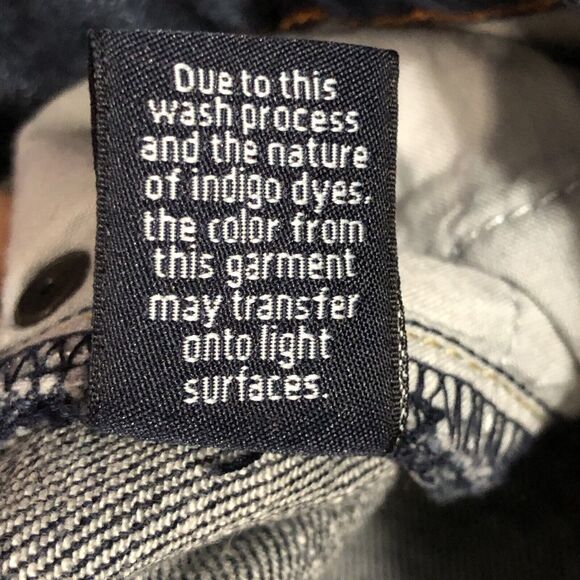 Due to this
wash process
and the nature
of indigo dyes,
the color from
this garment
may transfer
onto light
surfaces.